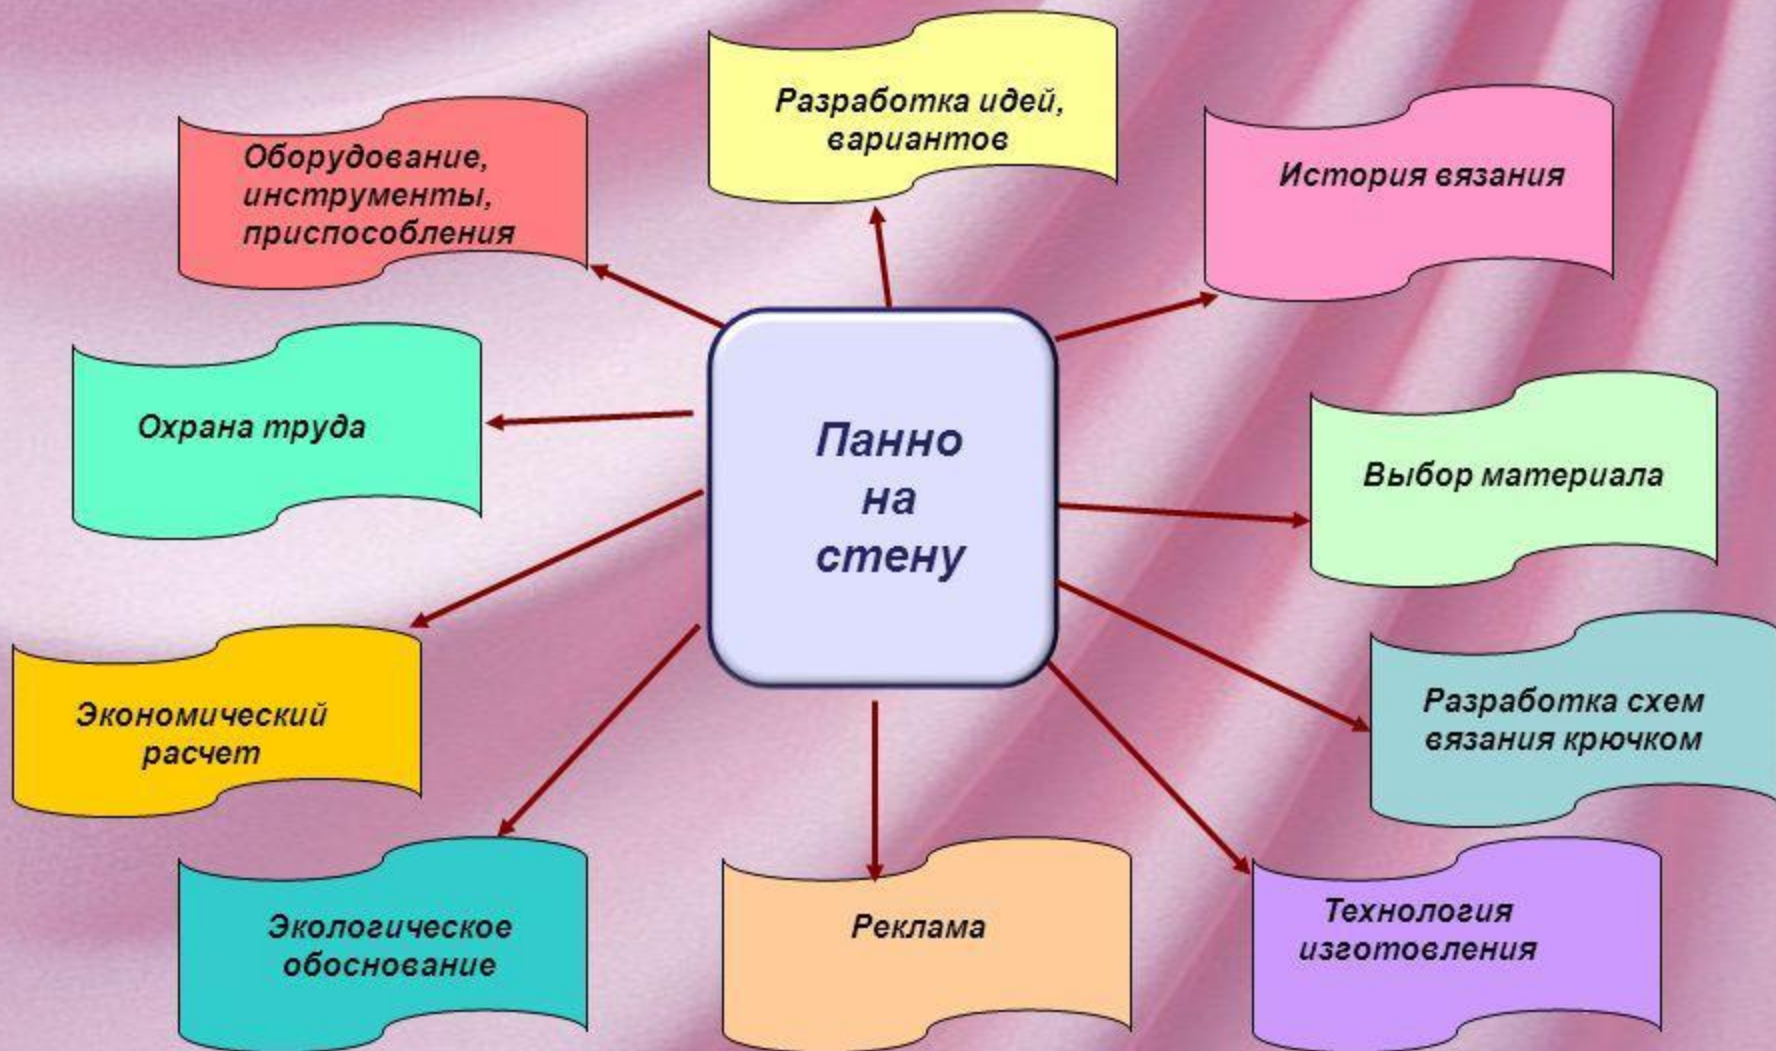 Разработка идей,
вариантов
Оборудование,
инструменты,
приспособления
История вязания
Охрана труда
Панно
на
стену
Выбор материала
Экономический
расчет
Разработка схем
вязания крючком
Экологическое
обоснование
Реклама
Технология
изготовления